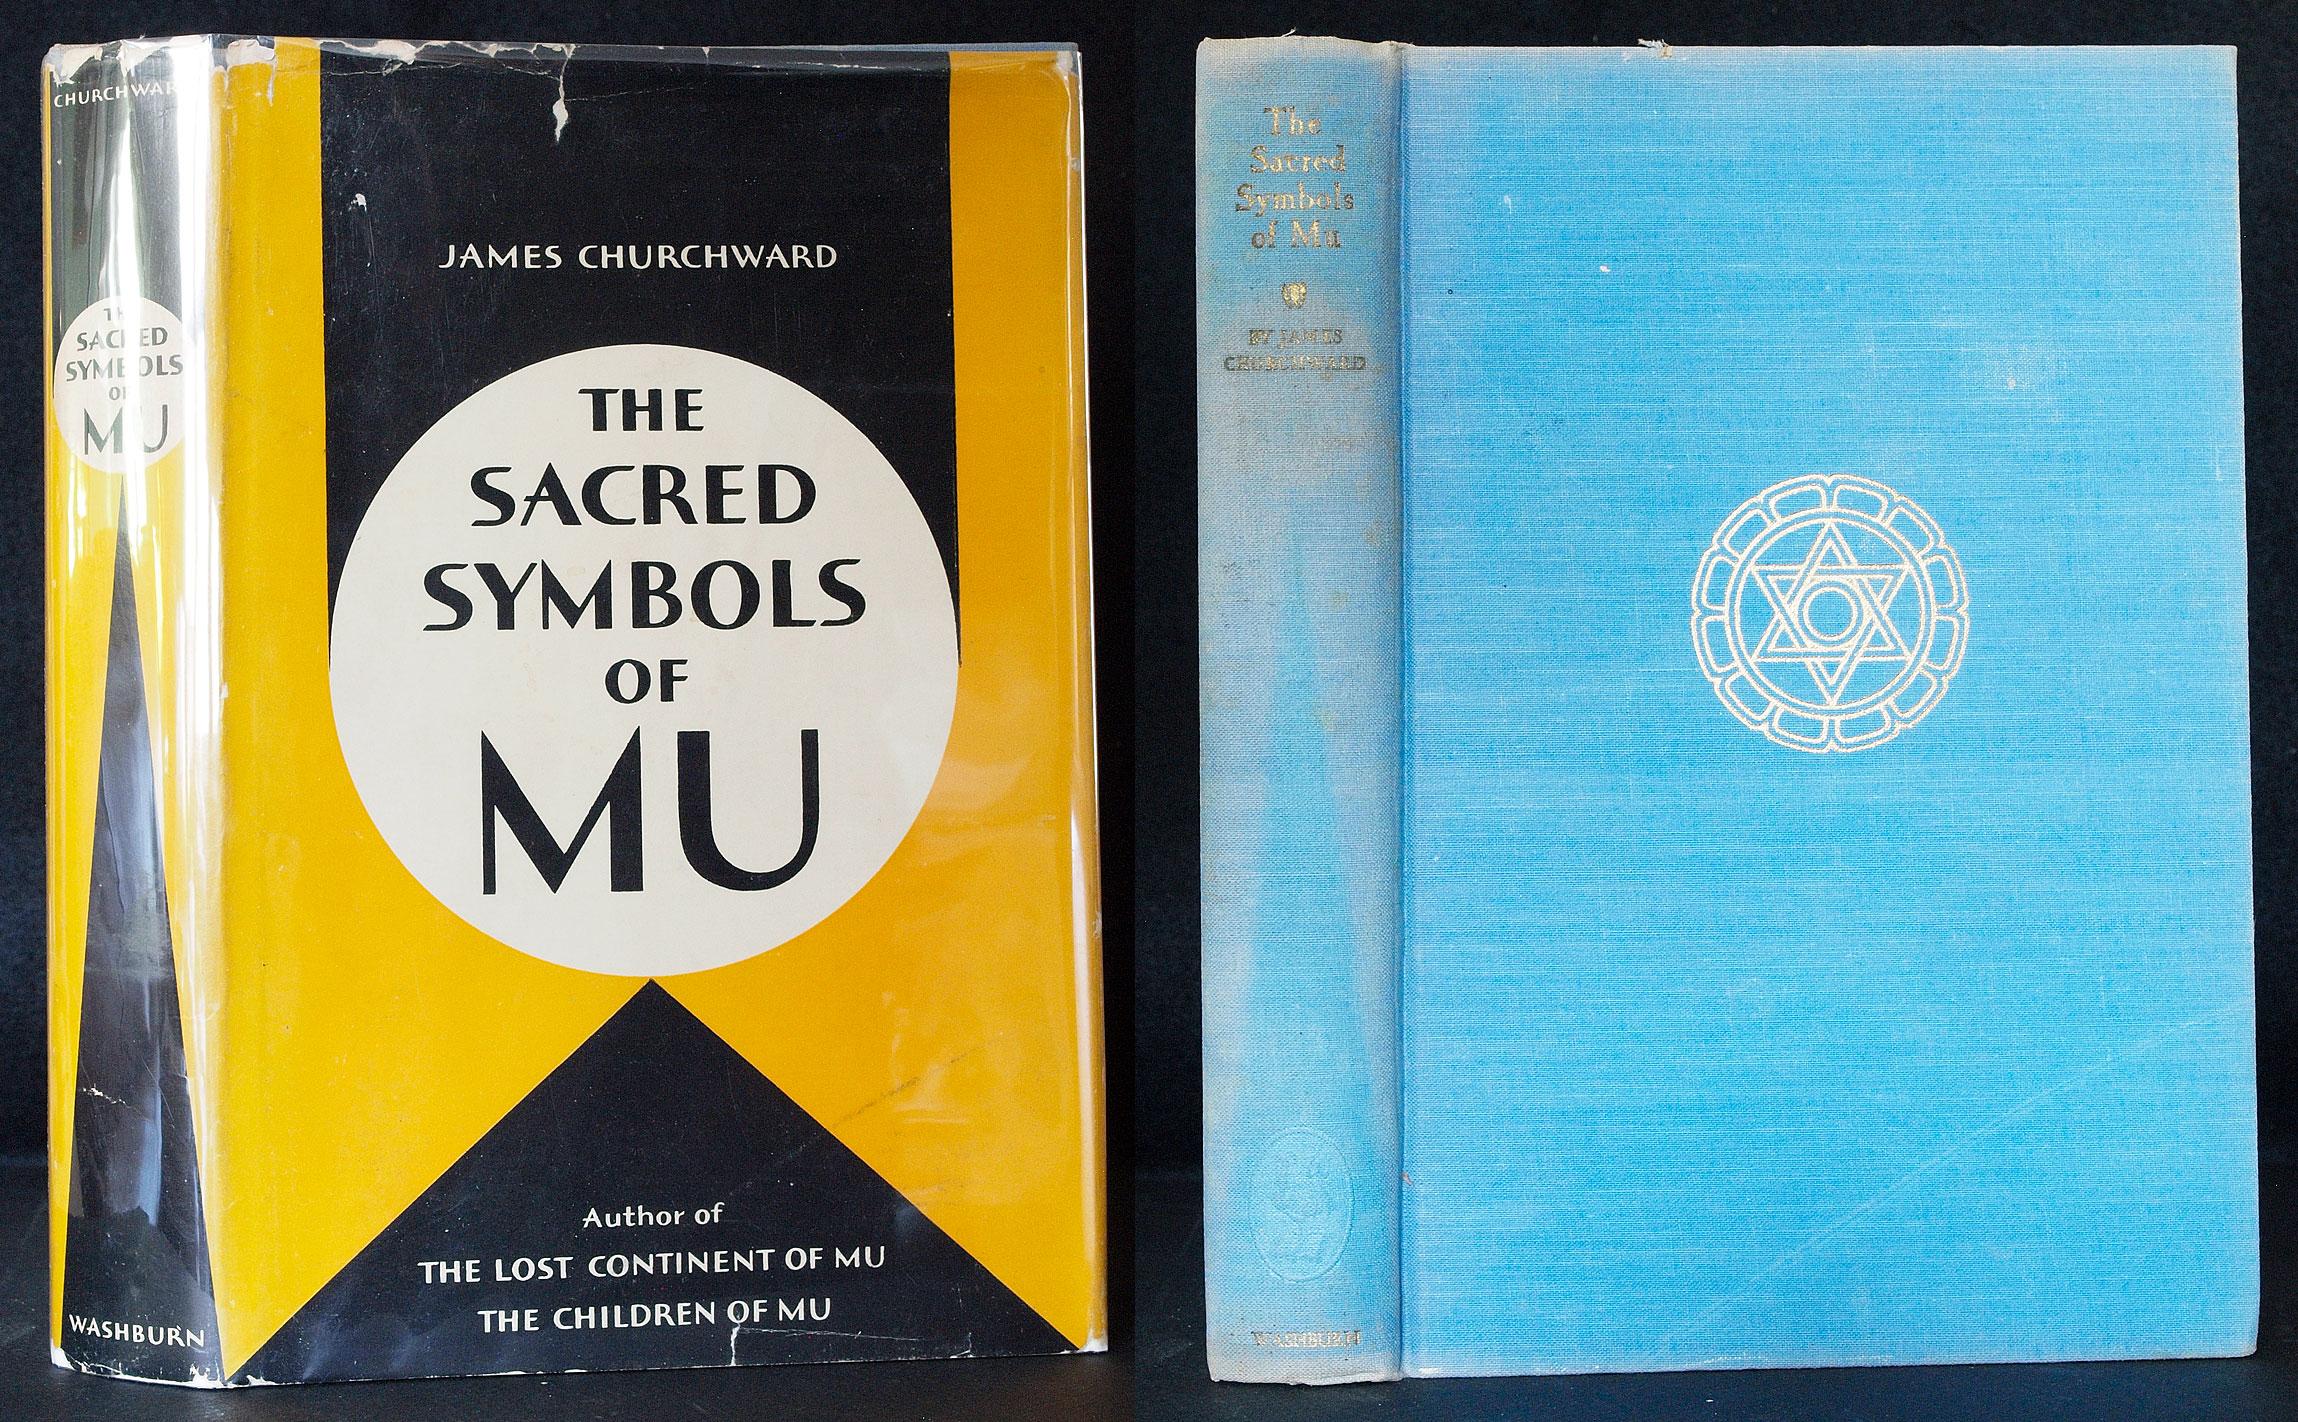 CHURCHWARD
THE
SACRED
SYMBOLS
OF
MU
WASHBURN
JAMES CHURCHWARD
THE
SACRED
SYMBOLS
OF
MU
Author of
THE LOST CONTINENT OF MU
THE CHILDREN OF MU
The
Sacred
Symbols
of Mu
BY JAMES
CHURCHWARD
WASHBURN